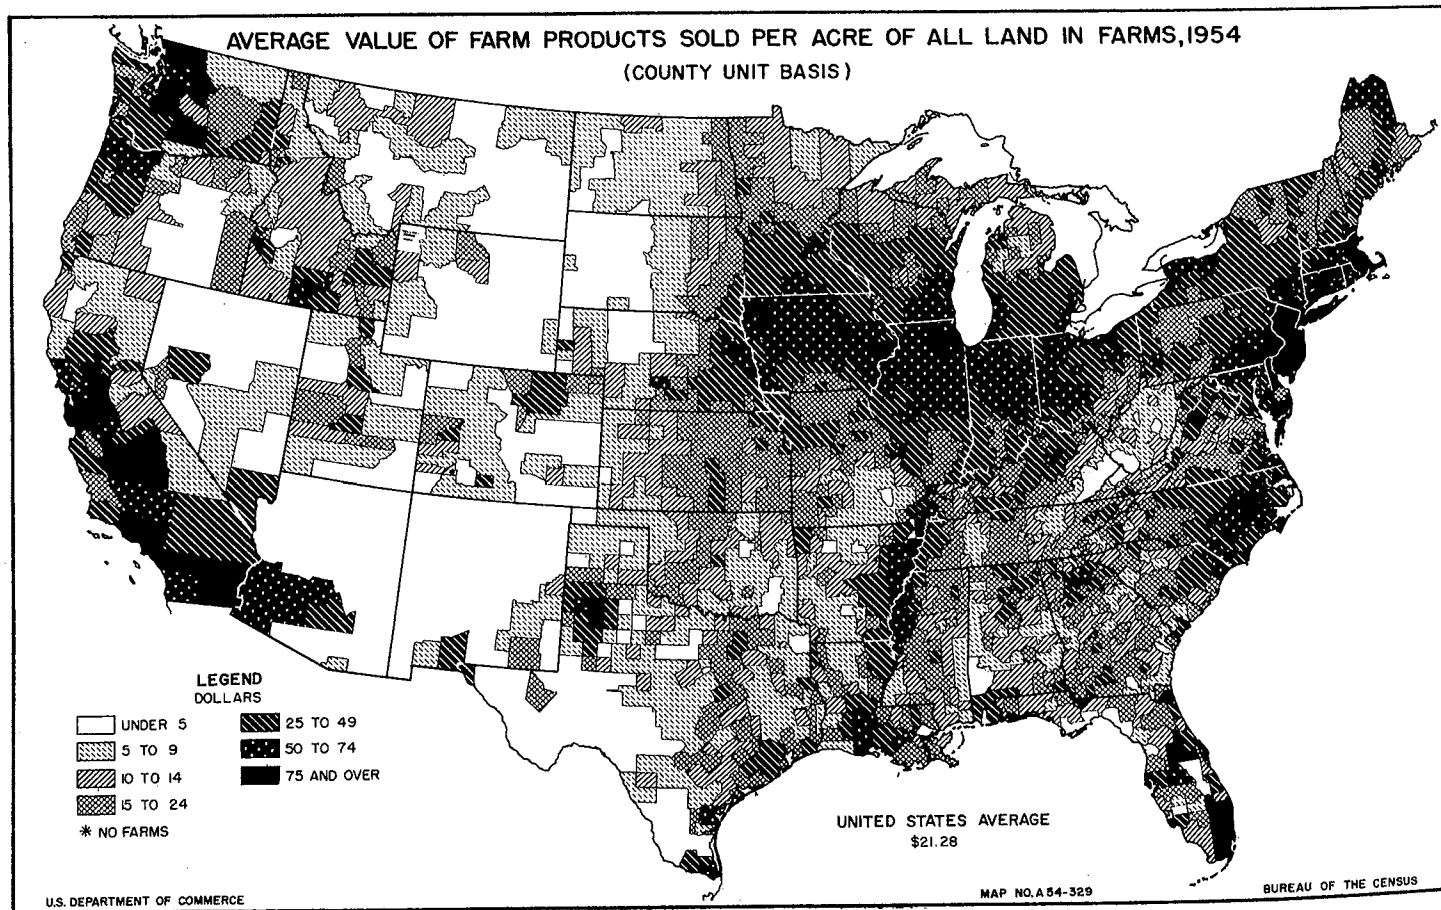 AVERAGE VALUE OF FARM PRODUCTS SOLD PER ACRE OF ALL LAND IN FARMS, 1954
(COUNTY UNIT BASIS)
LEGEND
DOLLARS
UNDER 5
5 TO 9
10 TO 14
15 TO 24
* NO FARMS
25 TO 49
50 TO 74
75 AND OVER
UNITED STATES AVERAGE
$21.28
U.S. DEPARTMENT OF COMMERCE
MAP NO. A54-329
BUREAU OF THE CENSUS